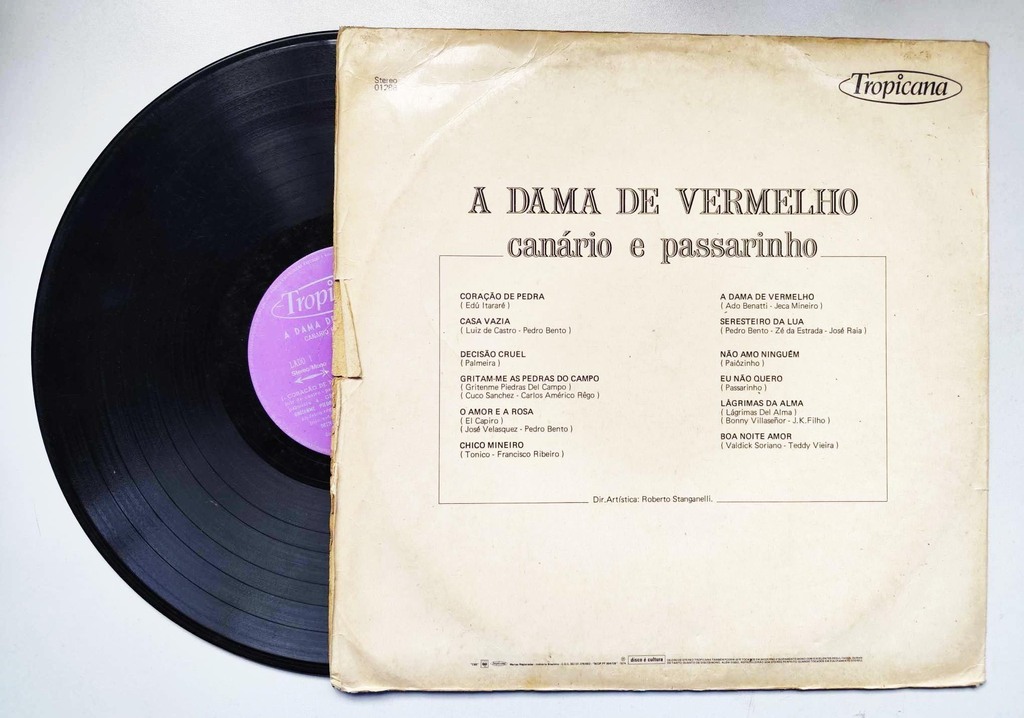 Stereo
Tropicana
A DAMA DE VERMELHO
canário e passarinho
CORAÇÃO DE PEDRA
( Edú Itararé )
CASA VAZIA
( Luiz de Castro - Pedro Bento )
DECISÃO CRUEL
( Palmeira )
GRITAM-ME AS PEDRAS DO CAMPO
( Gritenme Piedras Del Campo )
( Cuco Sanchez - Carlos Américo Rêgo )
O AMOR E A ROSA
( El Capiro )
( José Velasquez - Pedro Bento )
CHICO MINEIRO
( Tonico - Francisco Ribeiro )
A DAMA DE VERMELHO
( Ado Benatti - Jeca Mineiro )
SERESTEIRO DA LUA
( Pedro Bento - Zé da Estrada - José Raia )
NÃO AMO NINGUÉM
( Paiózinho )
EU NÃO QUERO
( Passarinho )
LÁGRIMAS DA ALMA
( Lágrimas Del Alma )
( Bonny Villaseñor - J.K.Filho )
BOA NOITE AMOR
( Valdick Soriano - Teddy Vieira )
Dir.Artística: Roberto Stanganelli.
disco é cultura
Tropi
A DAMA D
LADO 1
Stereo/Mono